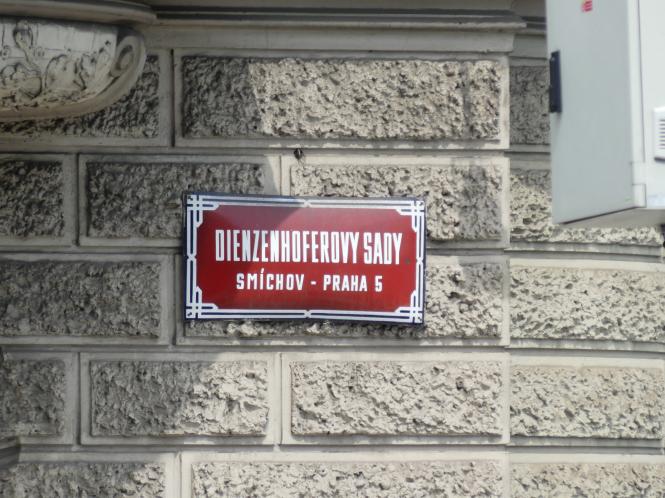 DIENZENHOFEROVY SADY
SMÍCHOV - PRAHA 5